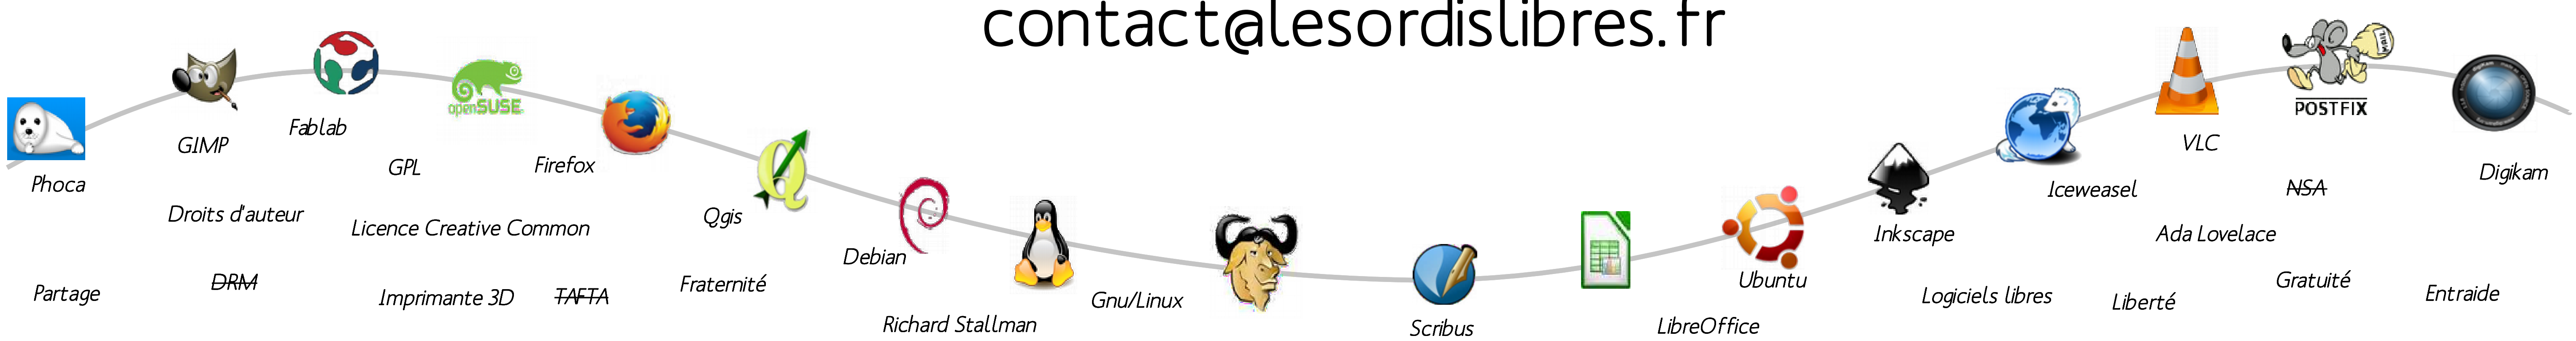 contact@lesordislibres.fr
MAIL
POSTFIX
openSUSE
Fablab
GIMP
VLC
Firefox
GPL
Digikam
Phoca
Iceweasel
NSA
Droits d'auteur
Qgis
Licence Creative Common
Inkscape
Ada Lovelace
Debian
Ubuntu
Gratuité
DRM
Fraternité
Partage
Imprimante 3D
TAFTA
Gnu/Linux
Logiciels libres
Liberté
Entraide
Richard Stallman
Scribus
LibreOffice